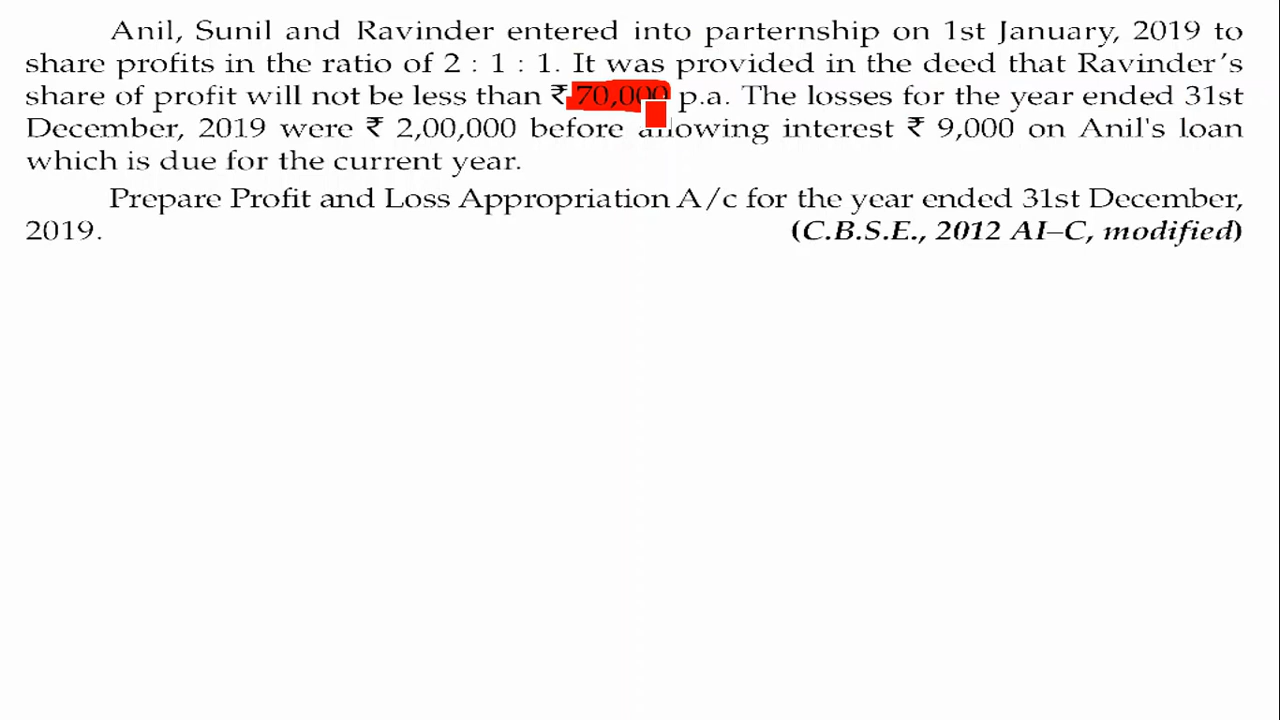 Anil, Sunil and Ravinder entered into parternship on 1st January, 2019 to
share profits in the ratio of 2 : 1 : 1. It was provided in the deed that Ravinder's
share of profit will not be less than ₹ 70,000 p.a. The losses for the year ended 31st
December, 2019 were ₹ 2,00,000 before allowing interest ₹ 9,000 on Anil's loan
which is due for the current year.
Prepare Profit and Loss Appropriation A/c for the year ended 31st December,
2019. (C.B.S.E., 2012 AI–C, modified)